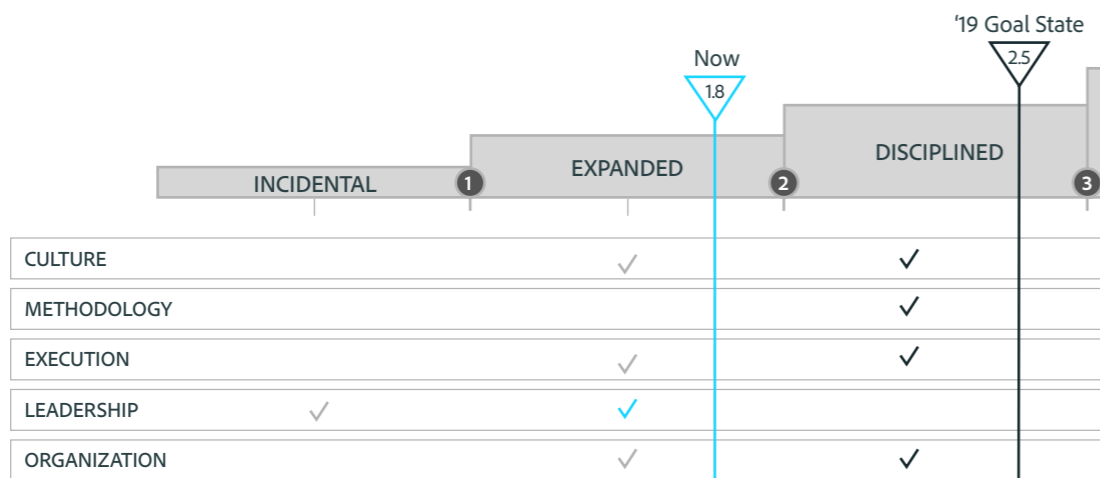 ‘19 Goal State
2.5
Now
1.8
INCIDENTAL
1
EXPANDED
2
DISCIPLINED
3
CULTURE
METHODOLOGY
EXECUTION
LEADERSHIP
ORGANIZATION